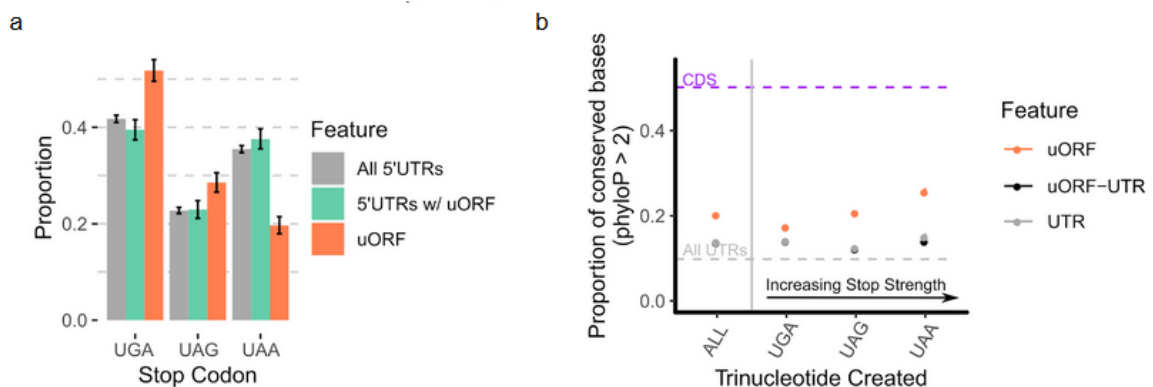 a
Proportion
0.4
0.2
0.0
UGA
UAG
UAA
Stop Codon
Feature
All 5'UTRs
5'UTRs w/ uORF
uORF
b
Proportion of conserved bases
(phyloP > 2)
0.4
0.2
0.0
CDS
All UTRs
Increasing Stop Strength
ALL
UGA
UAG
UAA
Trinucleotide Created
Feature
uORF
uORF−UTR
UTR